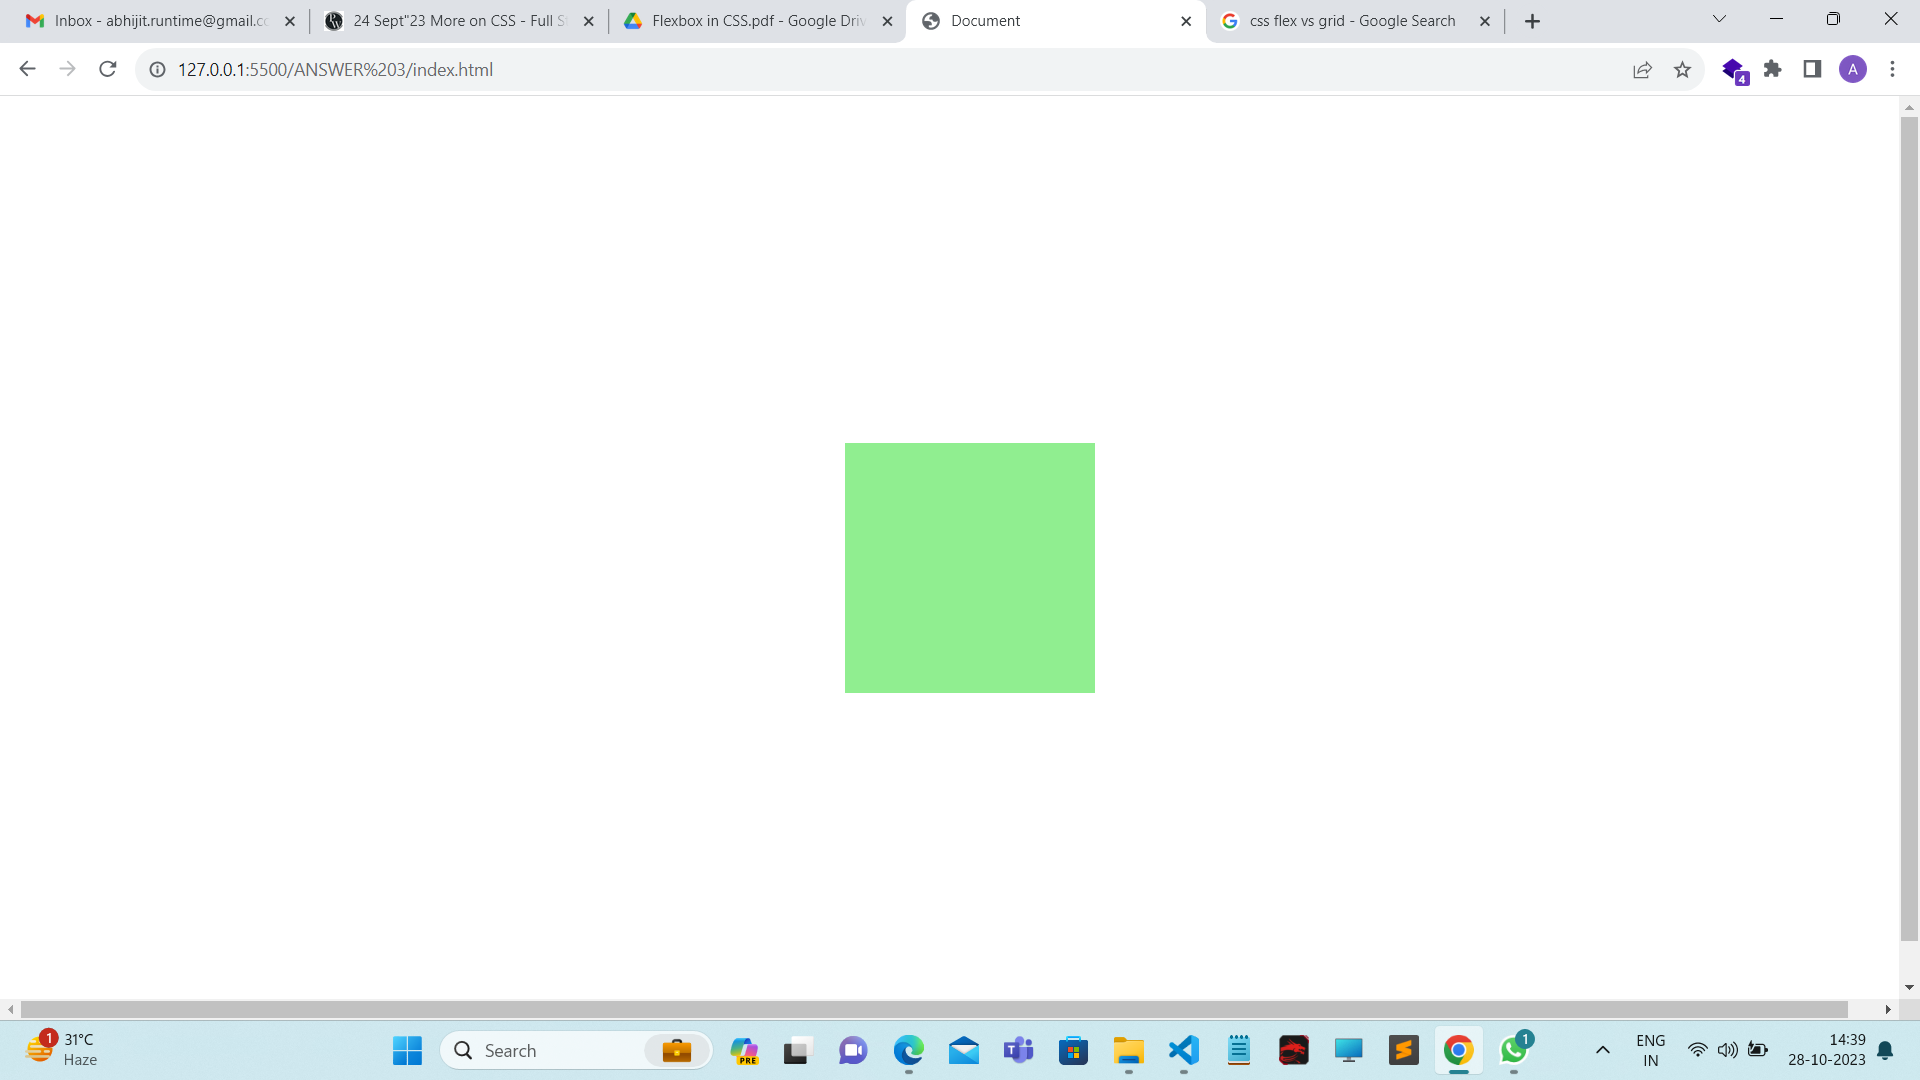 Inbox - abhijit.runtime@gmail.c
24 Sept"23 More on CSS - Full S
Flexbox in CSS.pdf - Google Driv
Document
css flex vs grid - Google Search
127.0.0.1:5500/ANSWER%203/index.html
4
A
1
31°C
Haze
Search
PRE
1
ENG
IN
14:39
28-10-2023